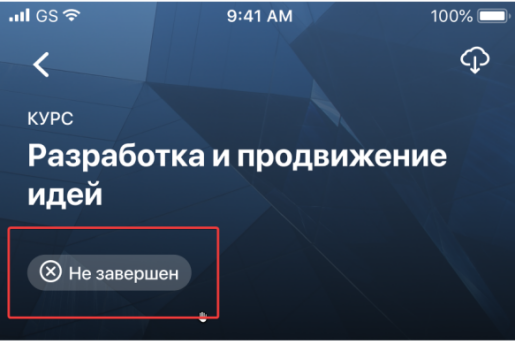 GS 9:41 AM 100%
КУРС
Разработка и продвижение
идей
Не завершен